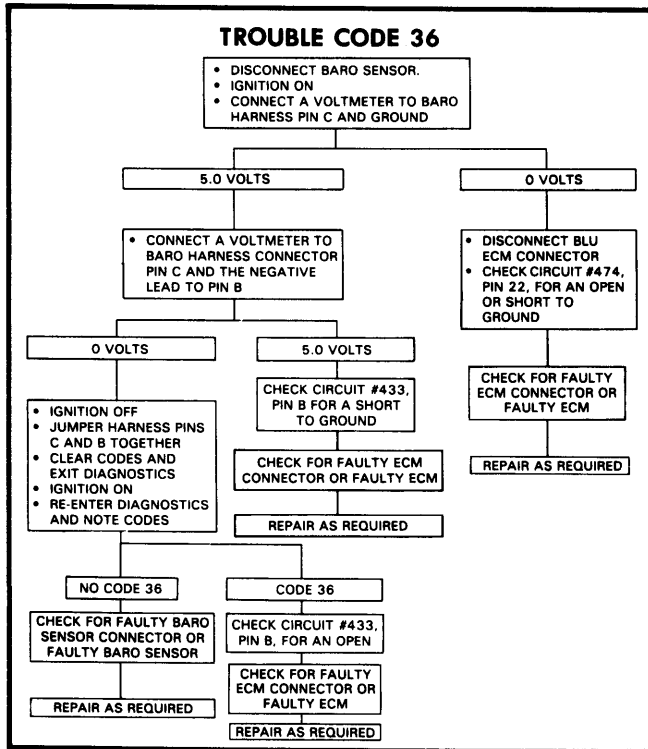 TROUBLE CODE 36
• DISCONNECT BARO SENSOR.
• IGNITION ON
• CONNECT A VOLTMETER TO BARO
HARNESS PIN C AND GROUND
5.0 VOLTS
0 VOLTS
• CONNECT A VOLTMETER TO
BARO HARNESS CONNECTOR
PIN C AND THE NEGATIVE
LEAD TO PIN B
• DISCONNECT BLU
ECM CONNECTOR
• CHECK CIRCUIT #474,
PIN 22, FOR AN OPEN
OR SHORT TO
GROUND
0 VOLTS
5.0 VOLTS
CHECK FOR FAULTY
ECM CONNECTOR OR
FAULTY ECM
REPAIR AS REQUIRED
• IGNITION OFF
• JUMPER HARNESS PINS
C AND B TOGETHER
• CLEAR CODES AND
EXIT DIAGNOSTICS
• IGNITION ON
• RE-ENTER DIAGNOSTICS
AND NOTE CODES
CHECK CIRCUIT #433,
PIN B FOR A SHORT
TO GROUND
CHECK FOR FAULTY ECM
CONNECTOR OR FAULTY ECM
REPAIR AS REQUIRED
NO CODE 36
CODE 36
CHECK FOR FAULTY BARO
SENSOR CONNECTOR OR
FAULTY BARO SENSOR
REPAIR AS REQUIRED
CHECK CIRCUIT #433,
PIN B, FOR AN OPEN
CHECK FOR FAULTY
ECM CONNECTOR OR
FAULTY ECM
REPAIR AS REQUIRED